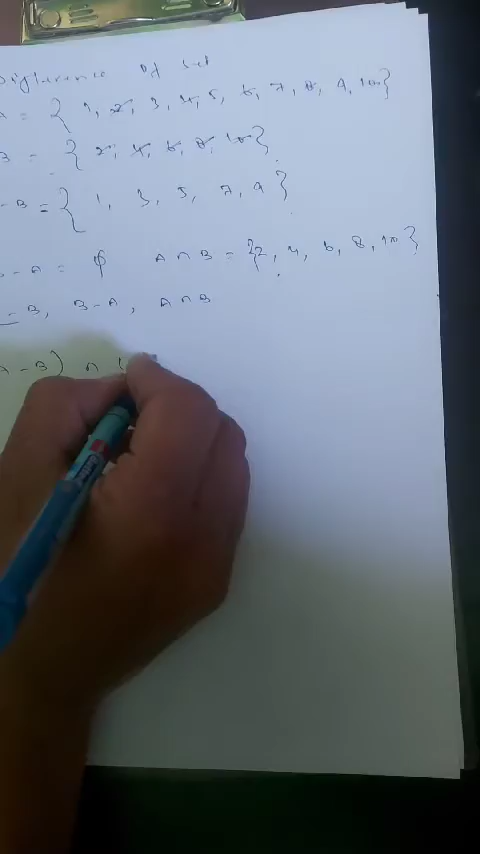 Difference Of Set
A = { 1, 2, 3, 4, 5, 6, 7, 8, 9, 10 }
B = { 2, 4, 6, 8, 10 }
- B = { 1, 3, 5, 7, 9 }
B - A = φ A ∩ B = { 2, 4, 6, 8, 10 }
- B, B - A, A ∩ B
A - B) ∩ (